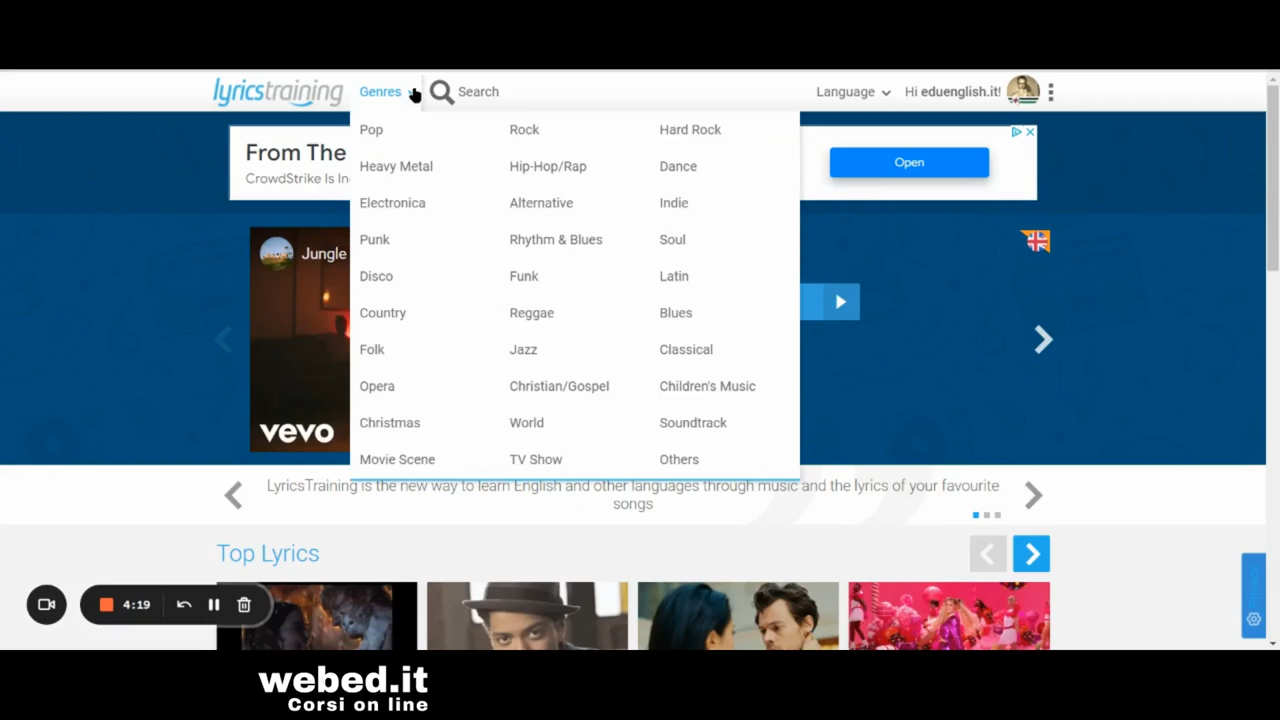 lyricstraining Genres Search Language Hi eduenglish.it!
Pop Rock Hard Rock
Heavy Metal Hip-Hop/Rap Dance
Electronica Alternative Indie
Punk Rhythm & Blues Soul
Disco Funk Latin
Country Reggae Blues
Folk Jazz Classical
Opera Christian/Gospel Children's Music
Christmas World Soundtrack
Movie Scene TV Show Others
From The
CrowdStrike Is In
Open
Jungle
vevo
LyricsTraining is the new way to learn English and other languages through music and the lyrics of your favourite
songs
Top Lyrics
4:19
webed.it
Corsi on line